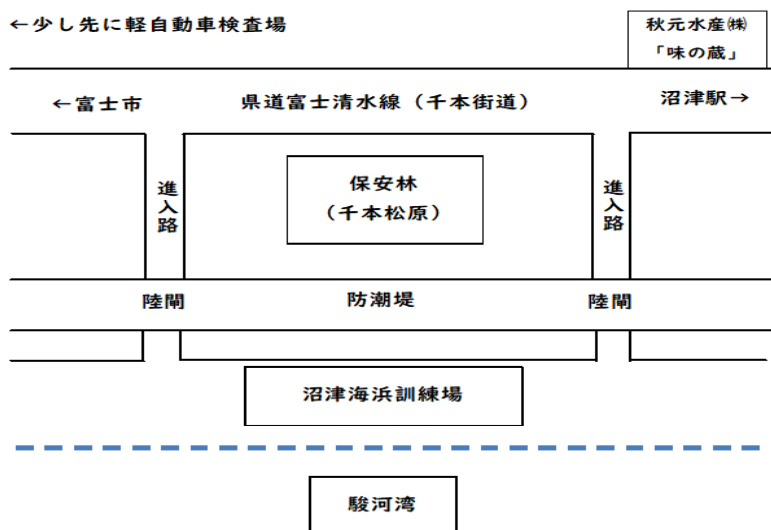 ←少し先に軽自動車検査場
秋元水産㈱
「味の蔵」
←富士市
県道富士清水線（千本街道）
沼津駅→
進入路
保安林
（千本松原）
進入路
陸閘
防潮堤
陸閘
沼津海浜訓練場
駿河湾